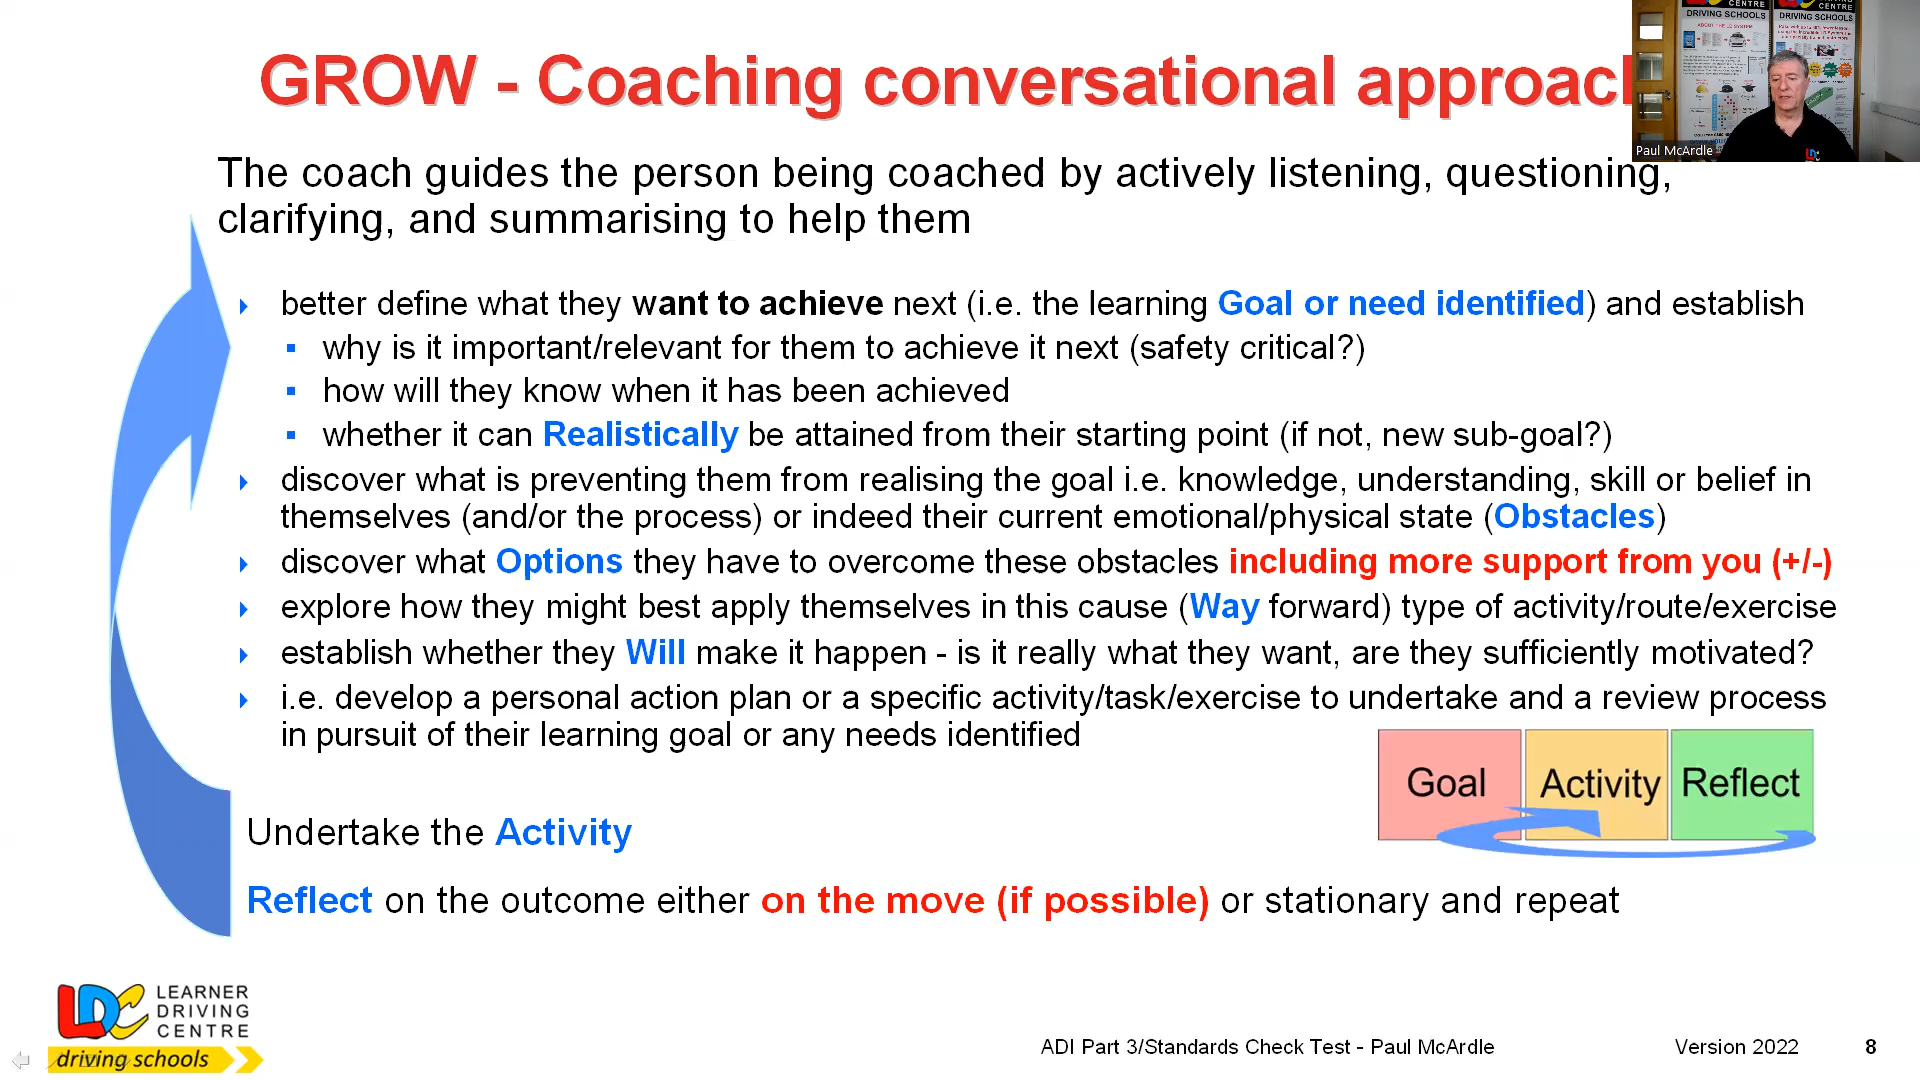 GROW - Coaching conversational approach
CENTRE
CENTRE
DRIVING SCHOOLS
DRIVING SCHOOLS
Paul McArdle
The coach guides the person being coached by actively listening, questioning,
clarifying, and summarising to help them
better define what they want to achieve next (i.e. the learning Goal or need identified) and establish
why is it important/relevant for them to achieve it next (safety critical?)
how will they know when it has been achieved
whether it can Realistically be attained from their starting point (if not, new sub-goal?)
discover what is preventing them from realising the goal i.e. knowledge, understanding, skill or belief in
themselves (and/or the process) or indeed their current emotional/physical state (Obstacles)
discover what Options they have to overcome these obstacles including more support from you (+/-)
explore how they might best apply themselves in this cause (Way forward) type of activity/route/exercise
establish whether they Will make it happen - is it really what they want, are they sufficiently motivated?
i.e. develop a personal action plan or a specific activity/task/exercise to undertake and a review process
in pursuit of their learning goal or any needs identified
Goal Activity Reflect
Undertake the Activity
Reflect on the outcome either on the move (if possible) or stationary and repeat
LDC LEARNER
DRIVING
CENTRE
driving schools
ADI Part 3/Standards Check Test - Paul McArdle Version 2022 8